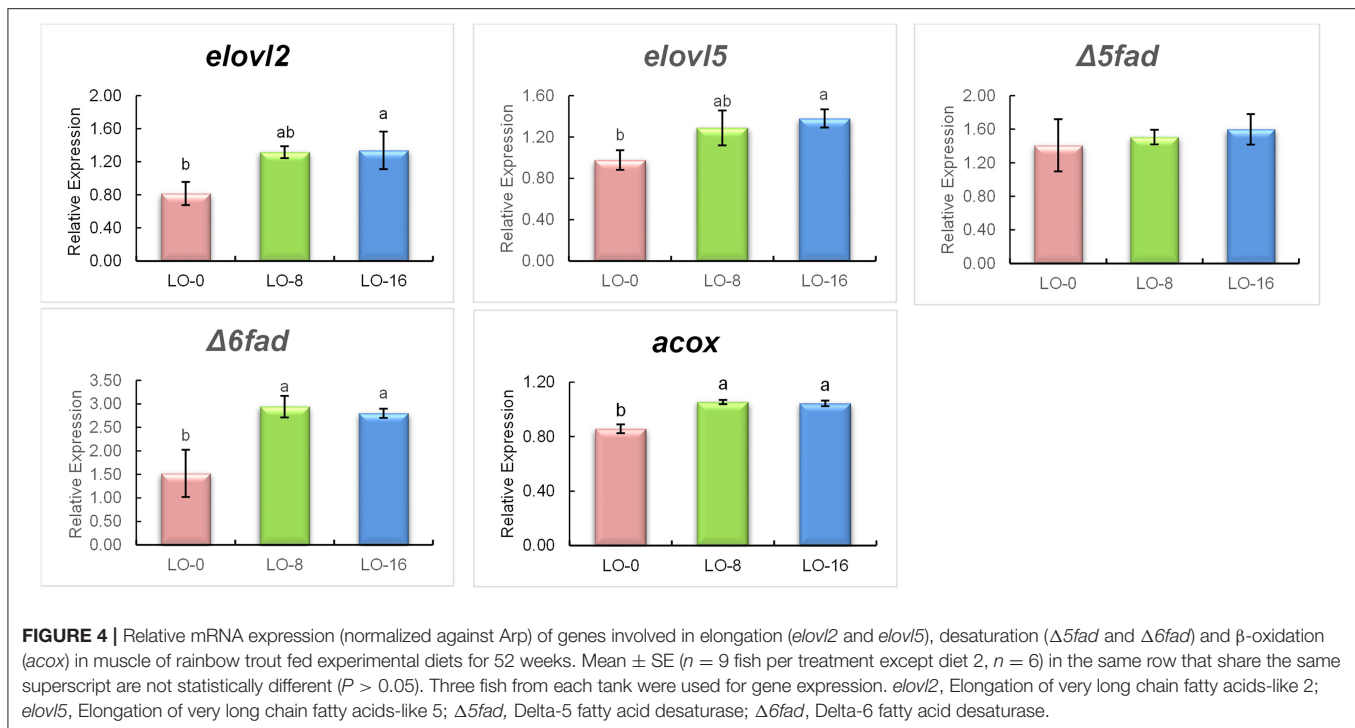 elovl2
Relative Expression
2.00
1.60
1.20
0.80
0.40
0.00
b
ab
a
LO-0 LO-8 LO-16
elovl5
Relative Expression
1.60
1.20
0.80
0.40
0.00
b
ab
a
LO-0 LO-8 LO-16
Δ5fad
Relative Expression
2.00
1.60
1.20
0.80
0.40
0.00
LO-0 LO-8 LO-16
Δ6fad
Relative Expression
3.50
3.00
2.50
2.00
1.50
1.00
0.50
0.00
b
a
a
LO-0 LO-8 LO-16
acox
Relative Expression
1.20
0.80
0.40
0.00
b
a
a
LO-0 LO-8 LO-16
FIGURE 4 | Relative mRNA expression (normalized against Arp) of genes involved in elongation (elovl2 and elovl5), desaturation (Δ5fad and Δ6fad) and β-oxidation
(acox) in muscle of rainbow trout fed experimental diets for 52 weeks. Mean ± SE (n = 9 fish per treatment except diet 2, n = 6) in the same row that share the same
superscript are not statistically different (P > 0.05). Three fish from each tank were used for gene expression. elovl2, Elongation of very long chain fatty acids-like 2;
elovl5, Elongation of very long chain fatty acids-like 5; Δ5fad, Delta-5 fatty acid desaturase; Δ6fad, Delta-6 fatty acid desaturase.